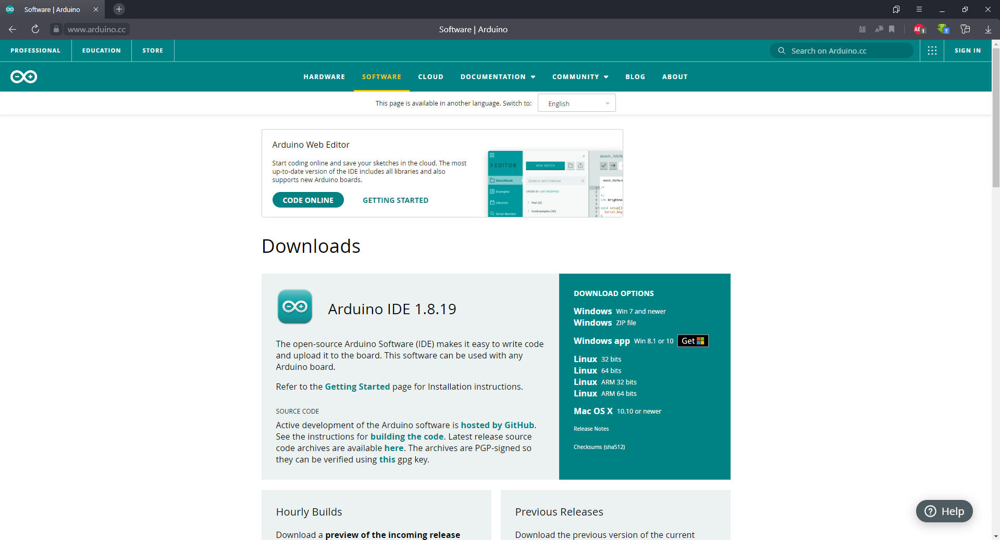 Software | Arduino
www.arduino.cc
Software | Arduino
PROFESSIONAL EDUCATION STORE
Search on Arduino.cc
SIGN IN
HARDWARE SOFTWARE CLOUD DOCUMENTATION COMMUNITY BLOG ABOUT
This page is available in another language. Switch to: English
Arduino Web Editor
Start coding online and save your sketches in the cloud. The most
up-to-date version of the IDE includes all libraries and also
supports new Arduino boards.
CODE ONLINE GETTING STARTED
EDITOR
NEW SKETCH
Sketchbook
SEARCH SKETCHBOOK
Examples
ORDER BY LAST MODIFIED
Libraries
Serial Monitor
YunExamples (10)
/*
*/
int brightne
void setup()
Serial.beg
}
Downloads
Arduino IDE 1.8.19
The open-source Arduino Software (IDE) makes it easy to write code
and upload it to the board. This software can be used with any
Arduino board.
Refer to the Getting Started page for Installation instructions.
SOURCE CODE
Active development of the Arduino software is hosted by GitHub.
See the instructions for building the code. Latest release source
code archives are available here. The archives are PGP-signed so
they can be verified using this gpg key.
DOWNLOAD OPTIONS
Windows Win 7 and newer
Windows ZIP file
Windows app Win 8.1 or 10 Get
Linux 32 bits
Linux 64 bits
Linux ARM 32 bits
Linux ARM 64 bits
Mac OS X 10.10 or newer
Release Notes
Checksums (sha512)
Hourly Builds
Download a preview of the incoming release
Previous Releases
Download the previous version of the current
Help